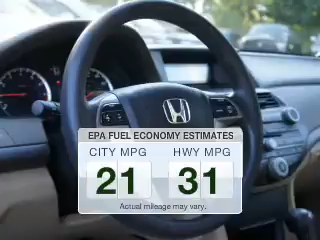 EPA FUEL ECONOMY ESTIMATES
CITY MPG HWY MPG
21 31
Actual mileage may vary.